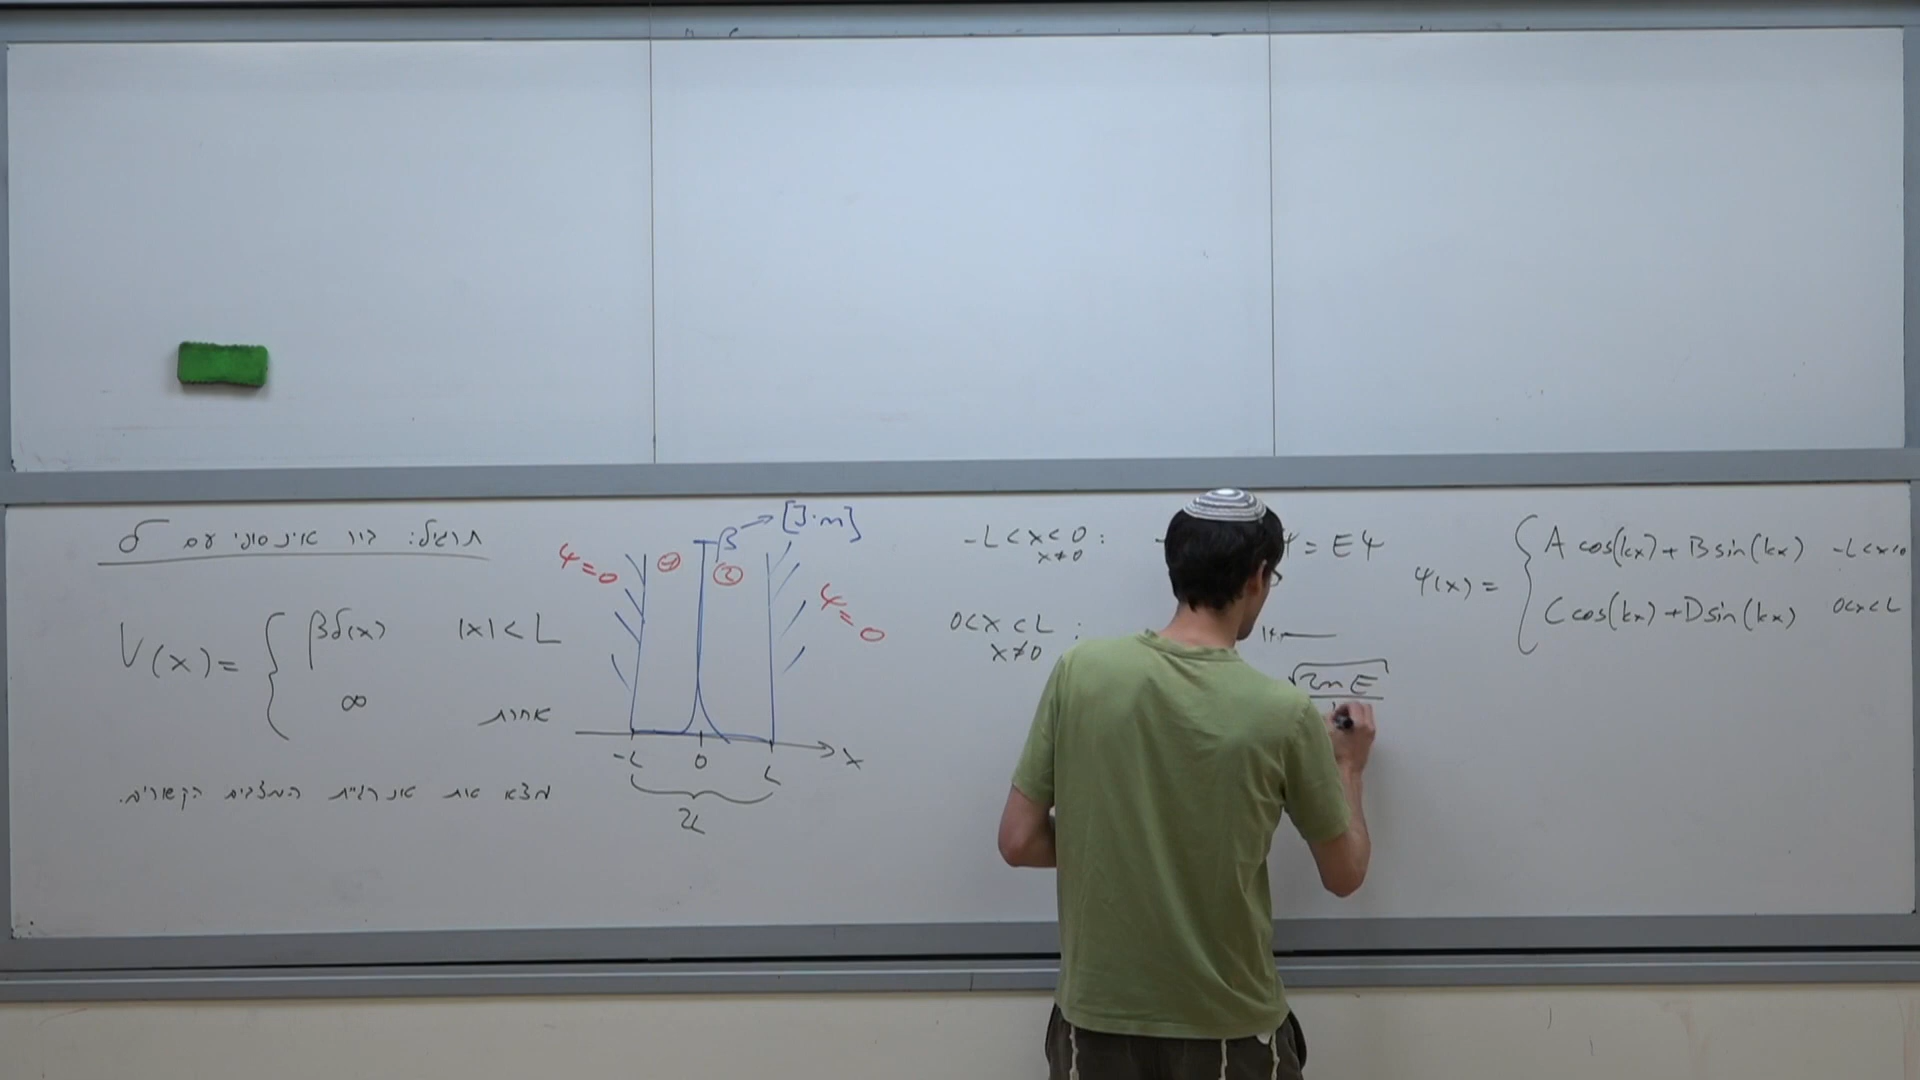 תרגיל: בור אינסופי עם δ
V(x) = { βδ(x) |x| < L
∞ אחרת
מצא את אנרגיית המצבים הקשורים.
ψ=0 ① β → [J·m]
② ψ=0
-L 0 L x
2L
-L<x<0 :
x≠0
= Eψ
0<x<L :
x≠0
√2mE
ψ(x) = { A cos(kx) + B sin(kx) -L<x<0
C cos(kx) + D sin(kx) 0<x<L